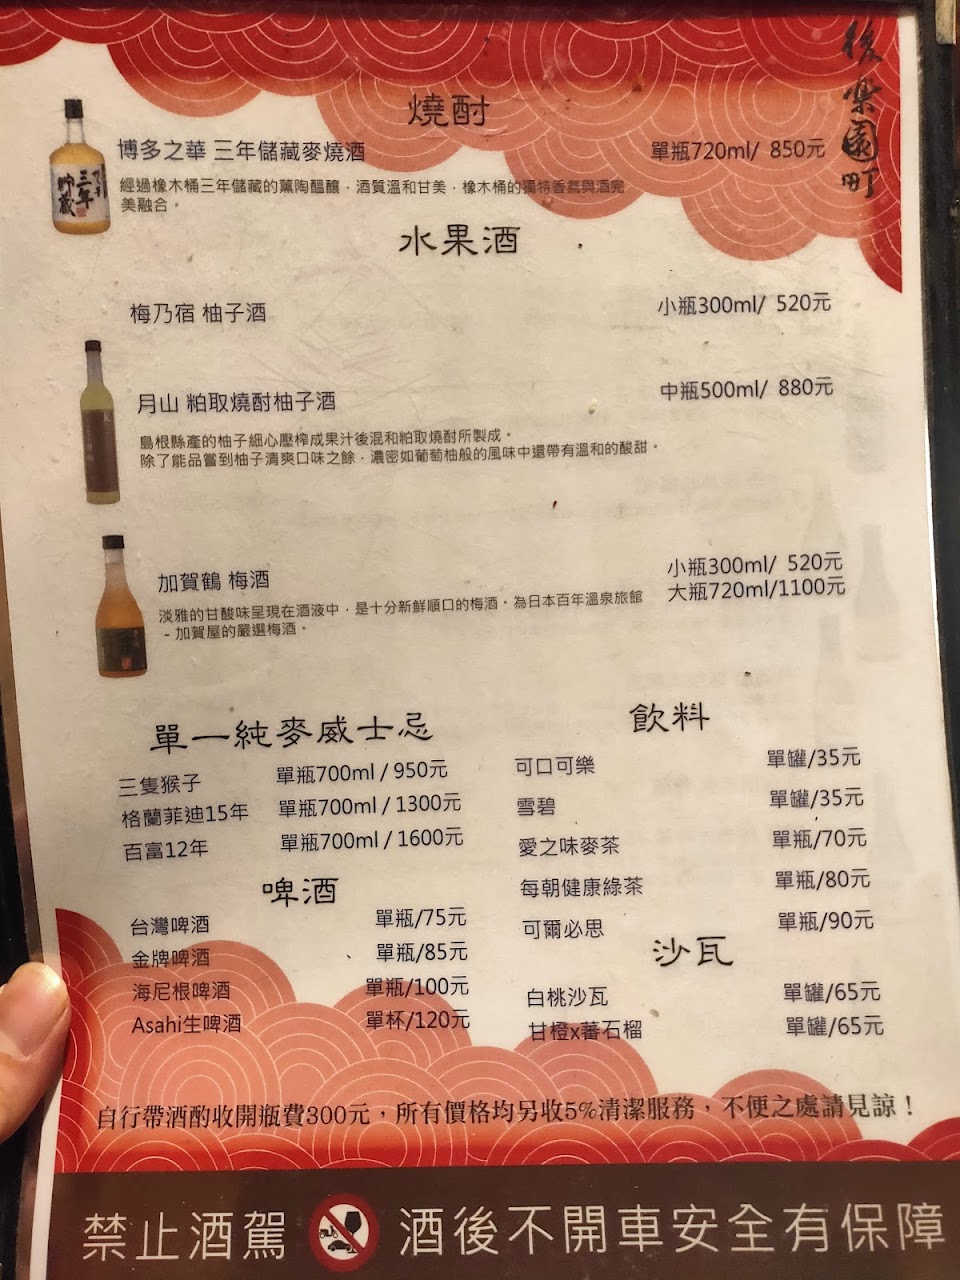 後樂園町
燒酎
博多之華 三年儲藏麥燒酒 單瓶720ml/ 850元
經過橡木桶三年儲藏的薰陶醞釀，酒質溫和甘美，橡木桶的獨特香氣與酒完
美融合。
三年
貯蔵
水果酒
梅乃宿 柚子酒 小瓶300ml/ 520元
月山 粕取燒酎柚子酒 中瓶500ml/ 880元
島根縣產的柚子細心壓榨成果汁後混和粕取燒酎所製成。
除了能品嘗到柚子清爽口味之餘，濃密如葡萄柚般的風味中還帶有溫和的酸甜。
加賀鶴 梅酒 小瓶300ml/ 520元
大瓶720ml/1100元
淡雅的甘酸味呈現在酒液中，是十分新鮮順口的梅酒。為日本百年溫泉旅館
-加賀屋的嚴選梅酒。
單一純麥威士忌
三隻猴子 單瓶700ml / 950元
格蘭菲迪15年 單瓶700ml / 1300元
百富12年 單瓶700ml / 1600元
啤酒
台灣啤酒 單瓶/75元
金牌啤酒 單瓶/85元
海尼根啤酒 單瓶/100元
Asahi生啤酒 單杯/120元
飲料
可口可樂 單罐/35元
雪碧 單罐/35元
愛之味麥茶 單瓶/70元
每朝健康綠茶 單瓶/80元
可爾必思 單瓶/90元
沙瓦
白桃沙瓦 單罐/65元
甘橙x蕃石榴 單罐/65元
自行帶酒酌收開瓶費300元，所有價格均另收5%清潔服務，不便之處請見諒！
禁止酒駕 酒後不開車安全有保障